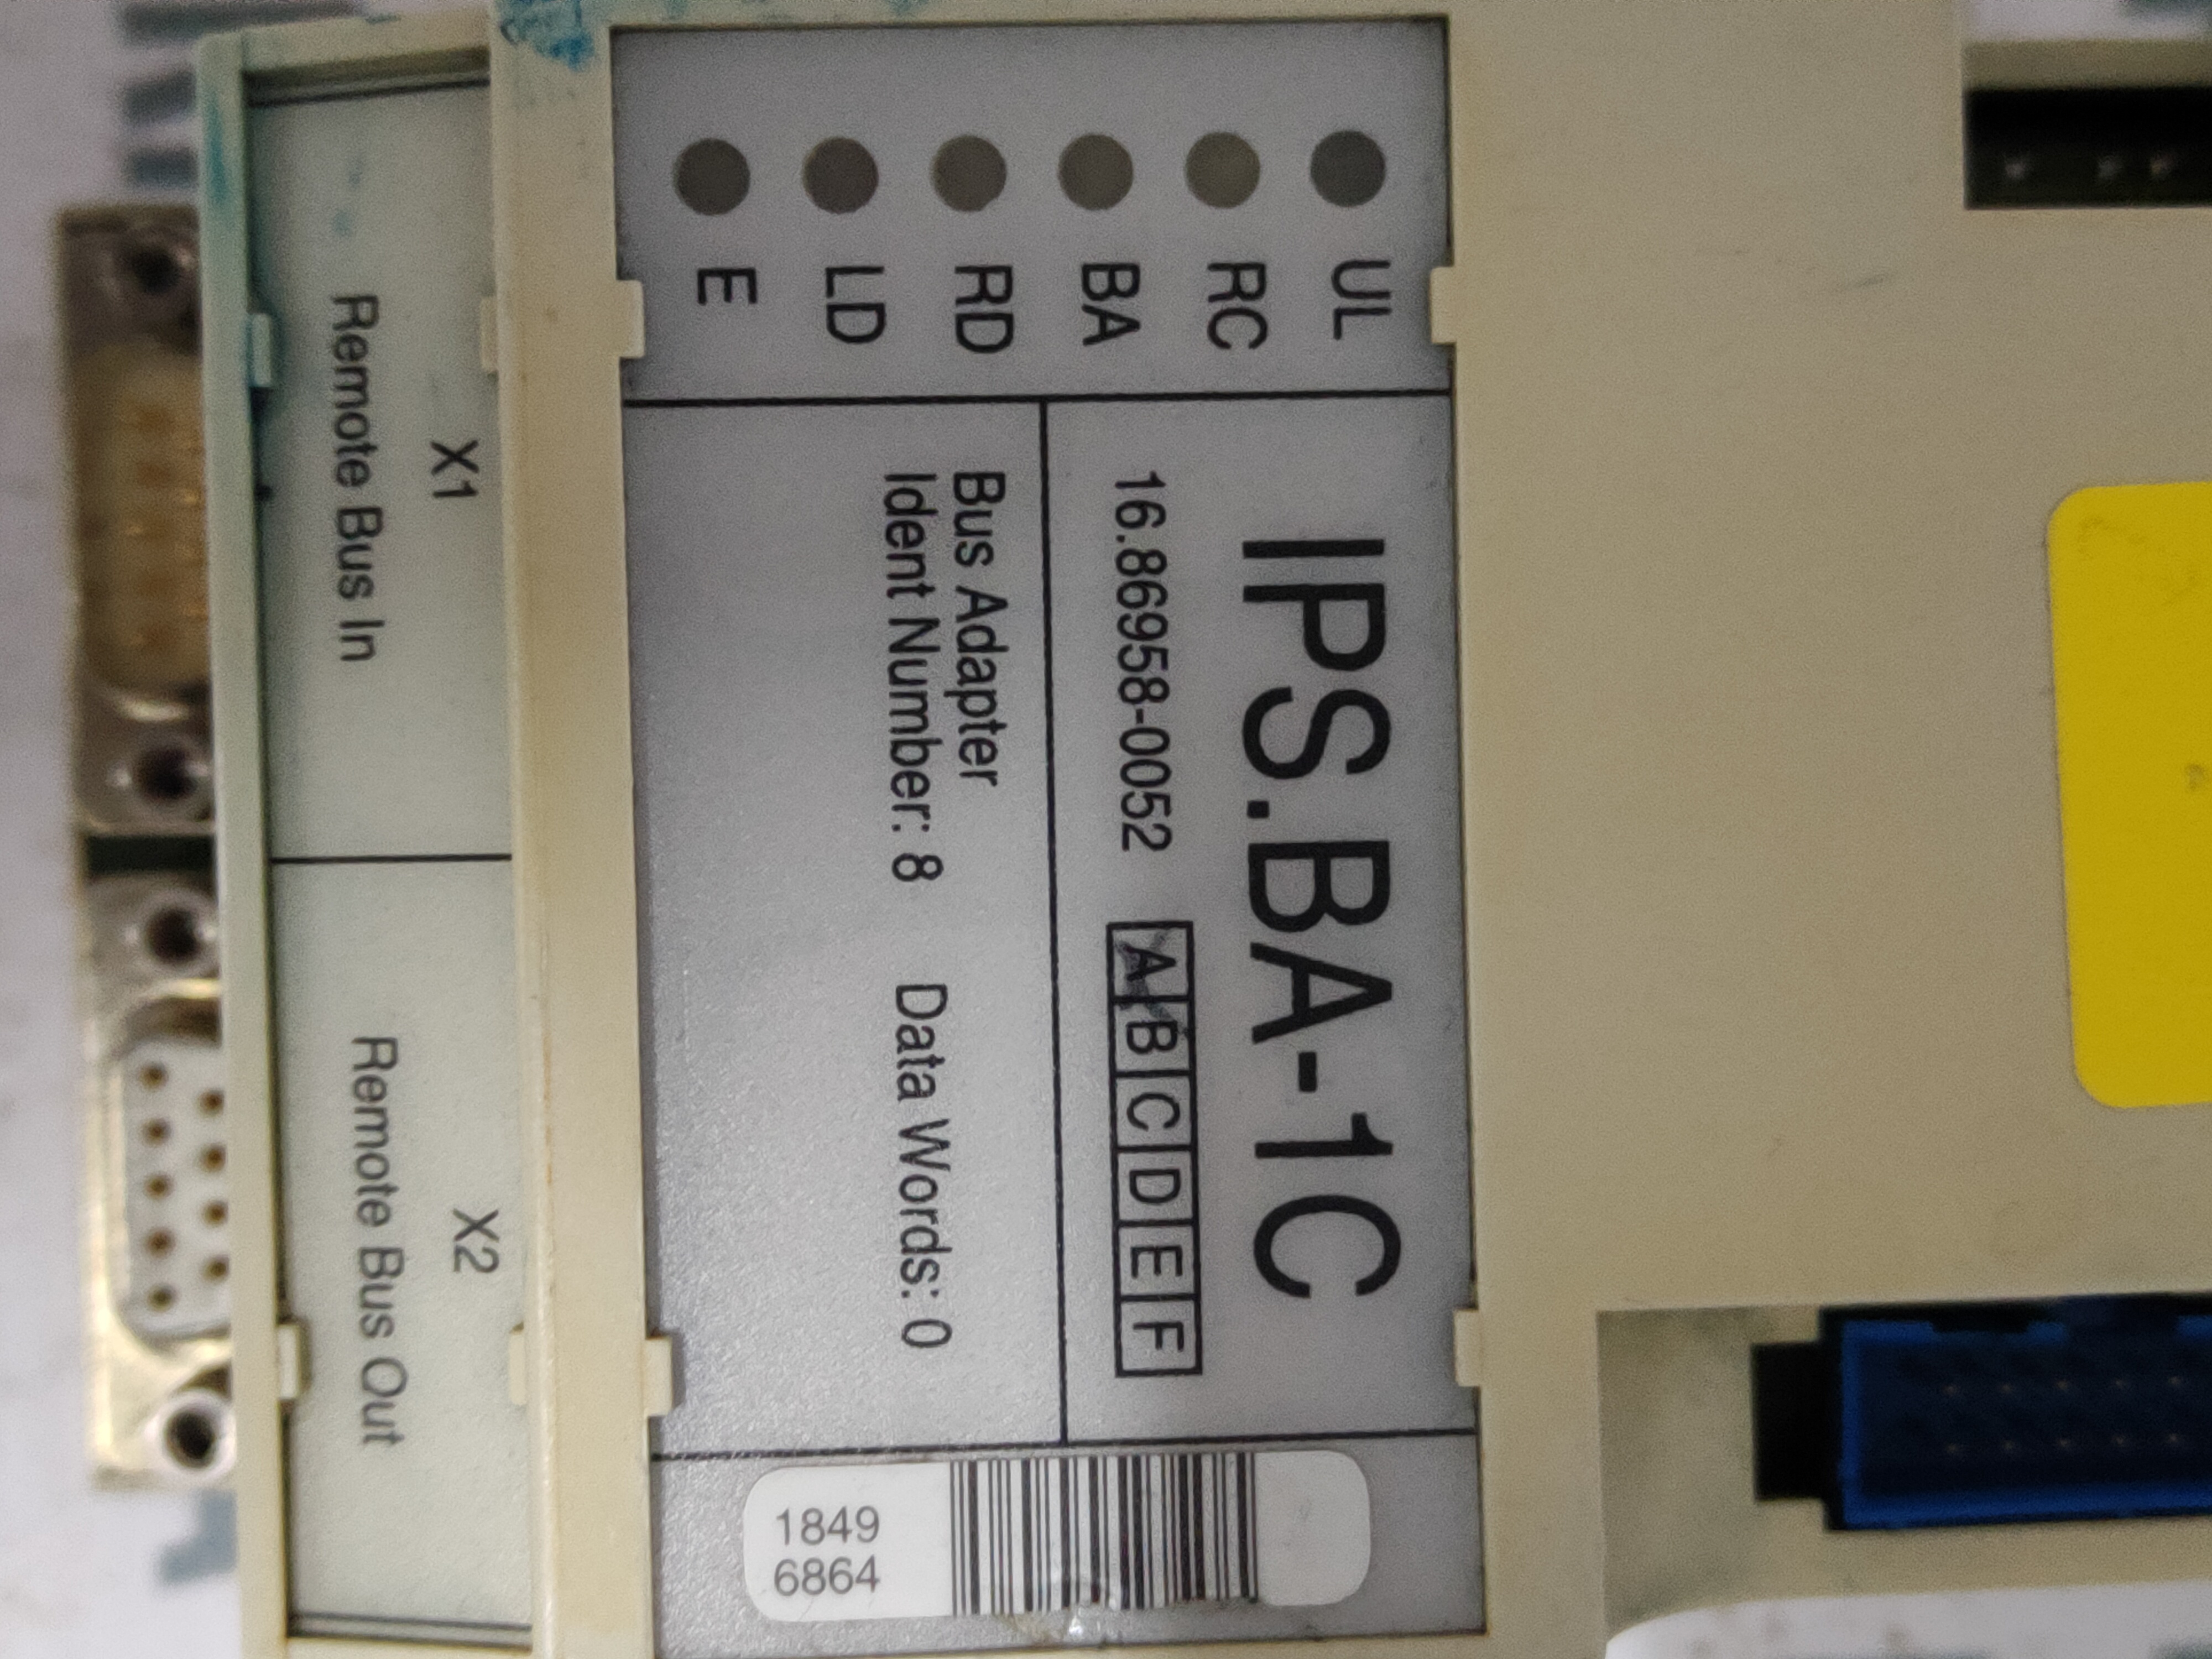 UL
RC
BA
RD
LD
E
IPS.BA-1C
16.86958-0052 A B C D E F
Bus Adapter
Ident Number: 8 Data Words: 0
1849
6864
X1
Remote Bus In
X2
Remote Bus Out